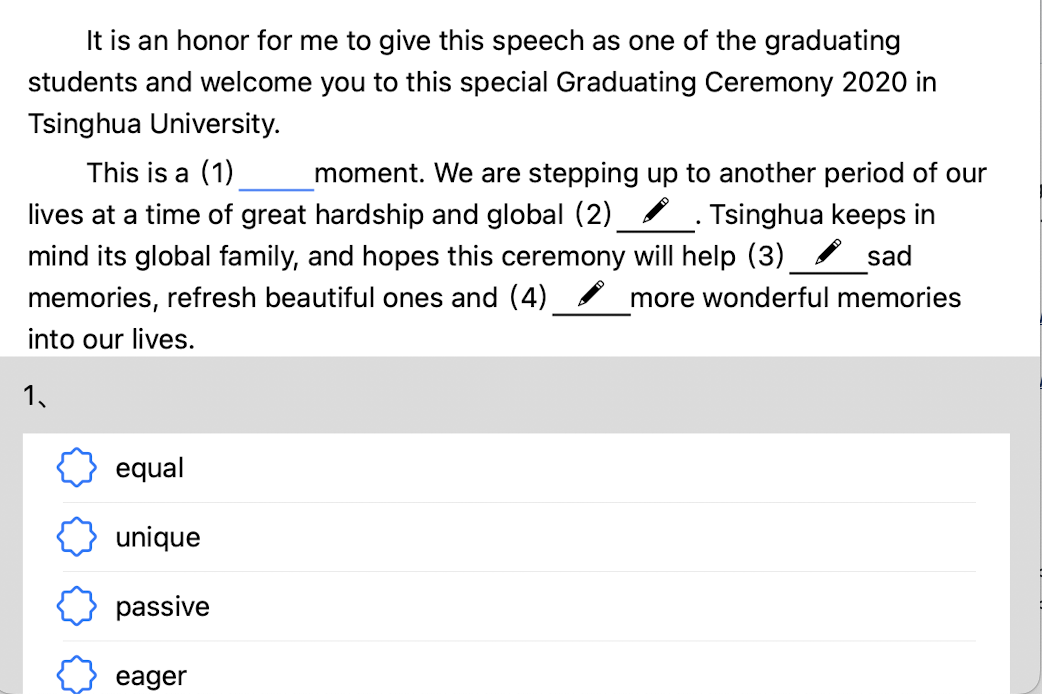 It is an honor for me to give this speech as one of the graduating
students and welcome you to this special Graduating Ceremony 2020 in
Tsinghua University.
This is a (1) ____ moment. We are stepping up to another period of our
lives at a time of great hardship and global (2) ____. Tsinghua keeps in
mind its global family, and hopes this ceremony will help (3) ____ sad
memories, refresh beautiful ones and (4) ____ more wonderful memories
into our lives.
1、
equal
unique
passive
eager